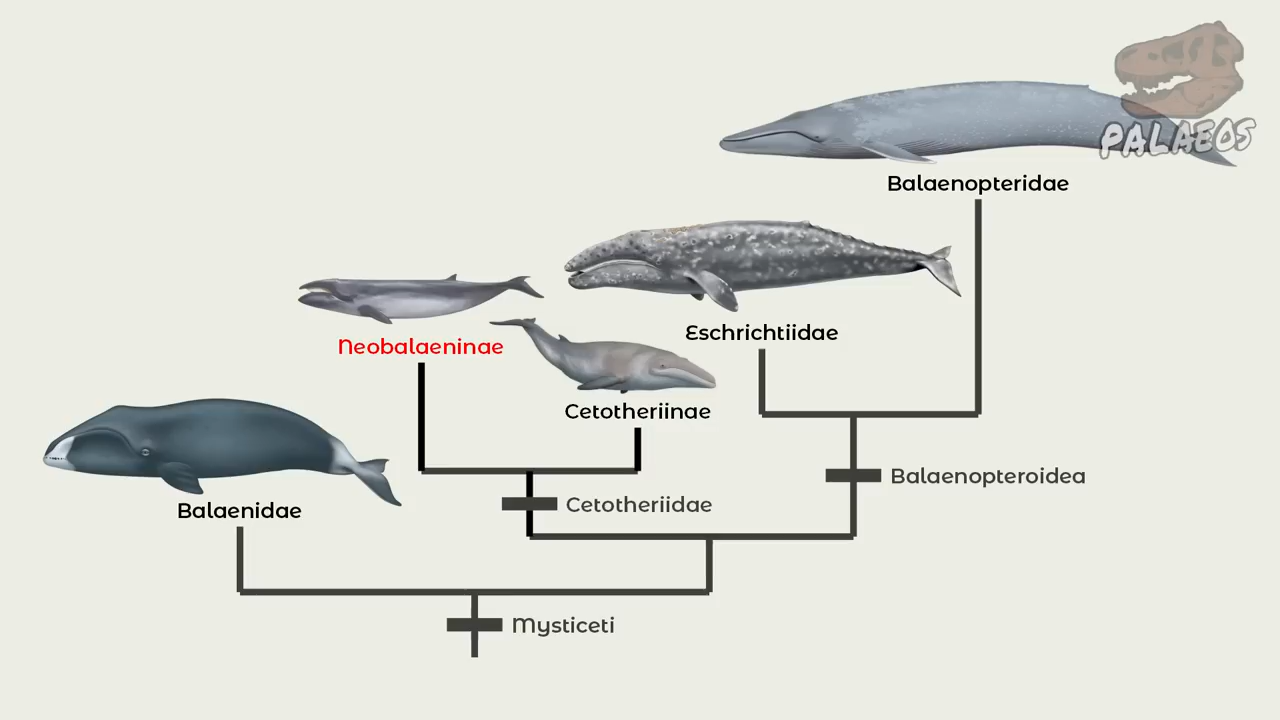 PALAEOS
Balaenopteridae
Eschrichtiidae
Neobalaeninae
Cetotheriinae
Balaenopteroidea
Cetotheriidae
Balaenidae
Mysticeti